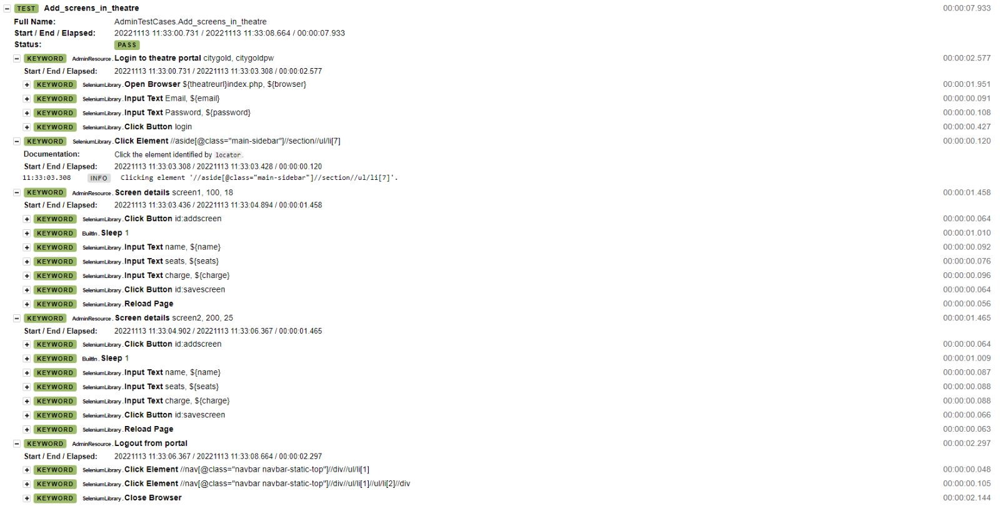 TEST Add_screens_in_theatre 00:00:07.933
Full Name: AdminTestCases.Add_screens_in_theatre
Start / End / Elapsed: 20221113 11:33:00.731 / 20221113 11:33:08.664 / 00:00:07.933
Status: PASS
KEYWORD AdminResource. Login to theatre portal citygold, citygoldpw 00:00:02.577
Start / End / Elapsed: 20221113 11:33:00.731 / 20221113 11:33:03.308 / 00:00:02.577
KEYWORD SeleniumLibrary. Open Browser ${theatreurl}index.php, ${browser} 00:00:01.951
KEYWORD SeleniumLibrary. Input Text Email, ${email} 00:00:00.091
KEYWORD SeleniumLibrary. Input Text Password, ${password} 00:00:00.108
KEYWORD SeleniumLibrary. Click Button login 00:00:00.427
KEYWORD SeleniumLibrary. Click Element //aside[@class="main-sidebar"]//section//ul/li[7] 00:00:00.120
Documentation: Click the element identified by locator.
Start / End / Elapsed: 20221113 11:33:03.308 / 20221113 11:33:03.428 / 00:00:00.120
11:33:03.308 INFO Clicking element '//aside[@class="main-sidebar"]//section//ul/li[7]'.
KEYWORD AdminResource. Screen details screen1, 100, 18 00:00:01.458
Start / End / Elapsed: 20221113 11:33:03.436 / 20221113 11:33:04.894 / 00:00:01.458
KEYWORD SeleniumLibrary. Click Button id:addscreen 00:00:00.064
KEYWORD BuiltIn. Sleep 1 00:00:01.010
KEYWORD SeleniumLibrary. Input Text name, ${name} 00:00:00.092
KEYWORD SeleniumLibrary. Input Text seats, ${seats} 00:00:00.076
KEYWORD SeleniumLibrary. Input Text charge, ${charge} 00:00:00.096
KEYWORD SeleniumLibrary. Click Button id:savescreen 00:00:00.064
KEYWORD SeleniumLibrary. Reload Page 00:00:00.056
KEYWORD AdminResource. Screen details screen2, 200, 25 00:00:01.465
Start / End / Elapsed: 20221113 11:33:04.902 / 20221113 11:33:06.367 / 00:00:01.465
KEYWORD SeleniumLibrary. Click Button id:addscreen 00:00:00.064
KEYWORD BuiltIn. Sleep 1 00:00:01.009
KEYWORD SeleniumLibrary. Input Text name, ${name} 00:00:00.087
KEYWORD SeleniumLibrary. Input Text seats, ${seats} 00:00:00.088
KEYWORD SeleniumLibrary. Input Text charge, ${charge} 00:00:00.088
KEYWORD SeleniumLibrary. Click Button id:savescreen 00:00:00.066
KEYWORD SeleniumLibrary. Reload Page 00:00:00.063
KEYWORD AdminResource. Logout from portal 00:00:02.297
Start / End / Elapsed: 20221113 11:33:06.367 / 20221113 11:33:08.664 / 00:00:02.297
KEYWORD SeleniumLibrary. Click Element //nav[@class="navbar navbar-static-top"]//div//ul/li[1] 00:00:00.048
KEYWORD SeleniumLibrary. Click Element //nav[@class="navbar navbar-static-top"]//div//ul/li[1]//ul/li[2]//div 00:00:00.105
KEYWORD SeleniumLibrary. Close Browser 00:00:02.144